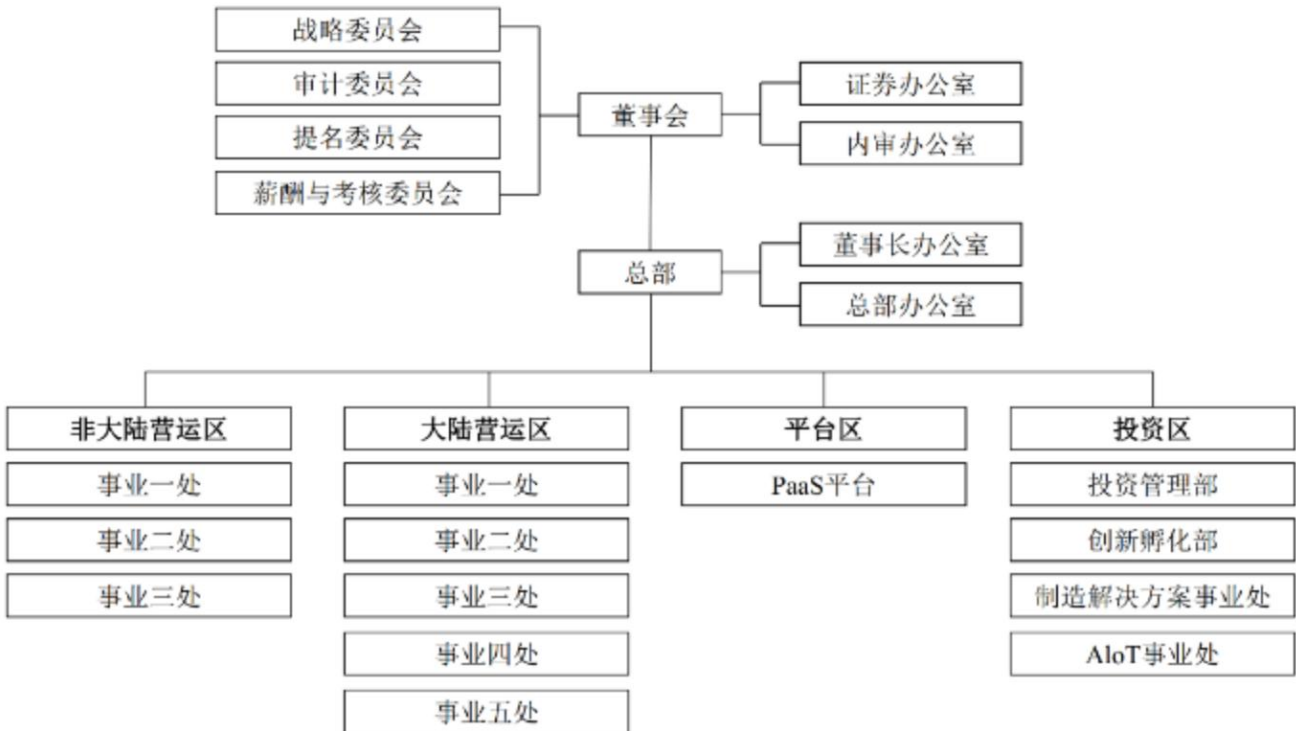 战略委员会
审计委员会
提名委员会
薪酬与考核委员会
董事会
证券办公室
内审办公室
总部
董事长办公室
总部办公室
非大陆营运区
事业一处
事业二处
事业三处
大陆营运区
事业一处
事业二处
事业三处
事业四处
事业五处
平台区
PaaS平台
投资区
投资管理部
创新孵化部
制造解决方案事业处
AIoT事业处